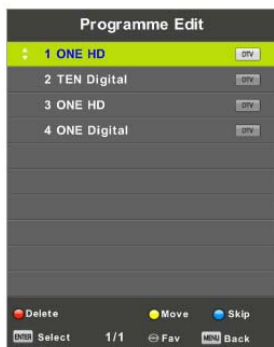 Programme Edit
1 ONE HD DTV
2 TEN Digital DTV
3 ONE HD DTV
4 ONE Digital DTV
Delete Move Skip
ENTER Select 1/1 Fav MENU Back